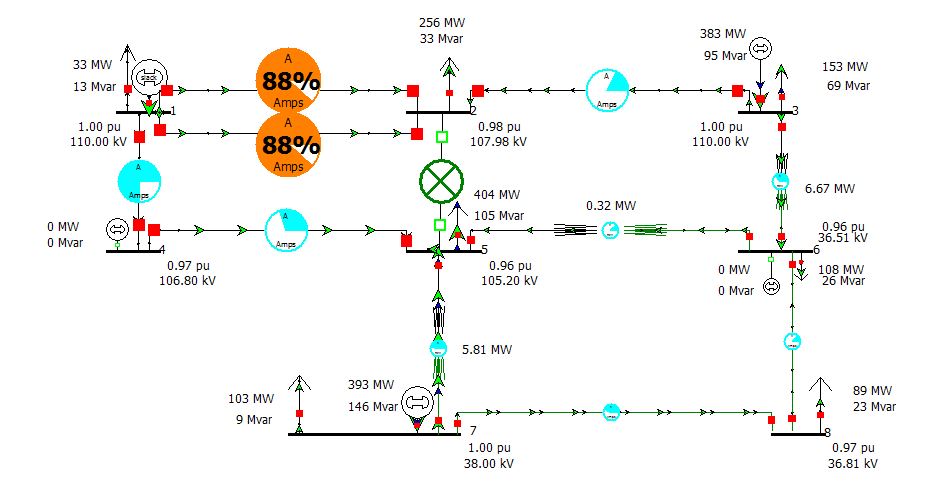 256 MW
33 Mvar
383 MW
95 Mvar
33 MW
13 Mvar
slack
A
88%
Amps
A
Amps
153 MW
69 Mvar
1
2
3
1.00 pu
110.00 kV
A
88%
Amps
0.98 pu
107.98 kV
1.00 pu
110.00 kV
A
Amps
404 MW
105 Mvar
0.32 MW
6.67 MW
0 MW
0 Mvar
A
Amps
0.96 pu
36.51 kV
4
5
6
0.97 pu
106.80 kV
0.96 pu
105.20 kV
0 MW
0 Mvar
108 MW
26 Mvar
5.81 MW
103 MW
9 Mvar
393 MW
146 Mvar
89 MW
23 Mvar
7
8
1.00 pu
38.00 kV
0.97 pu
36.81 kV